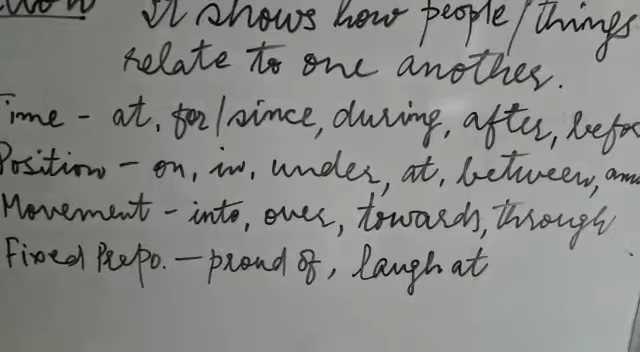 It shows how people/things
relate to one another.
Time - at, for/since, during, after, befo
Position - on, in, under, at, between,
Movement - into, over, towards, through
Fixed Prepo. - proud of, laugh at